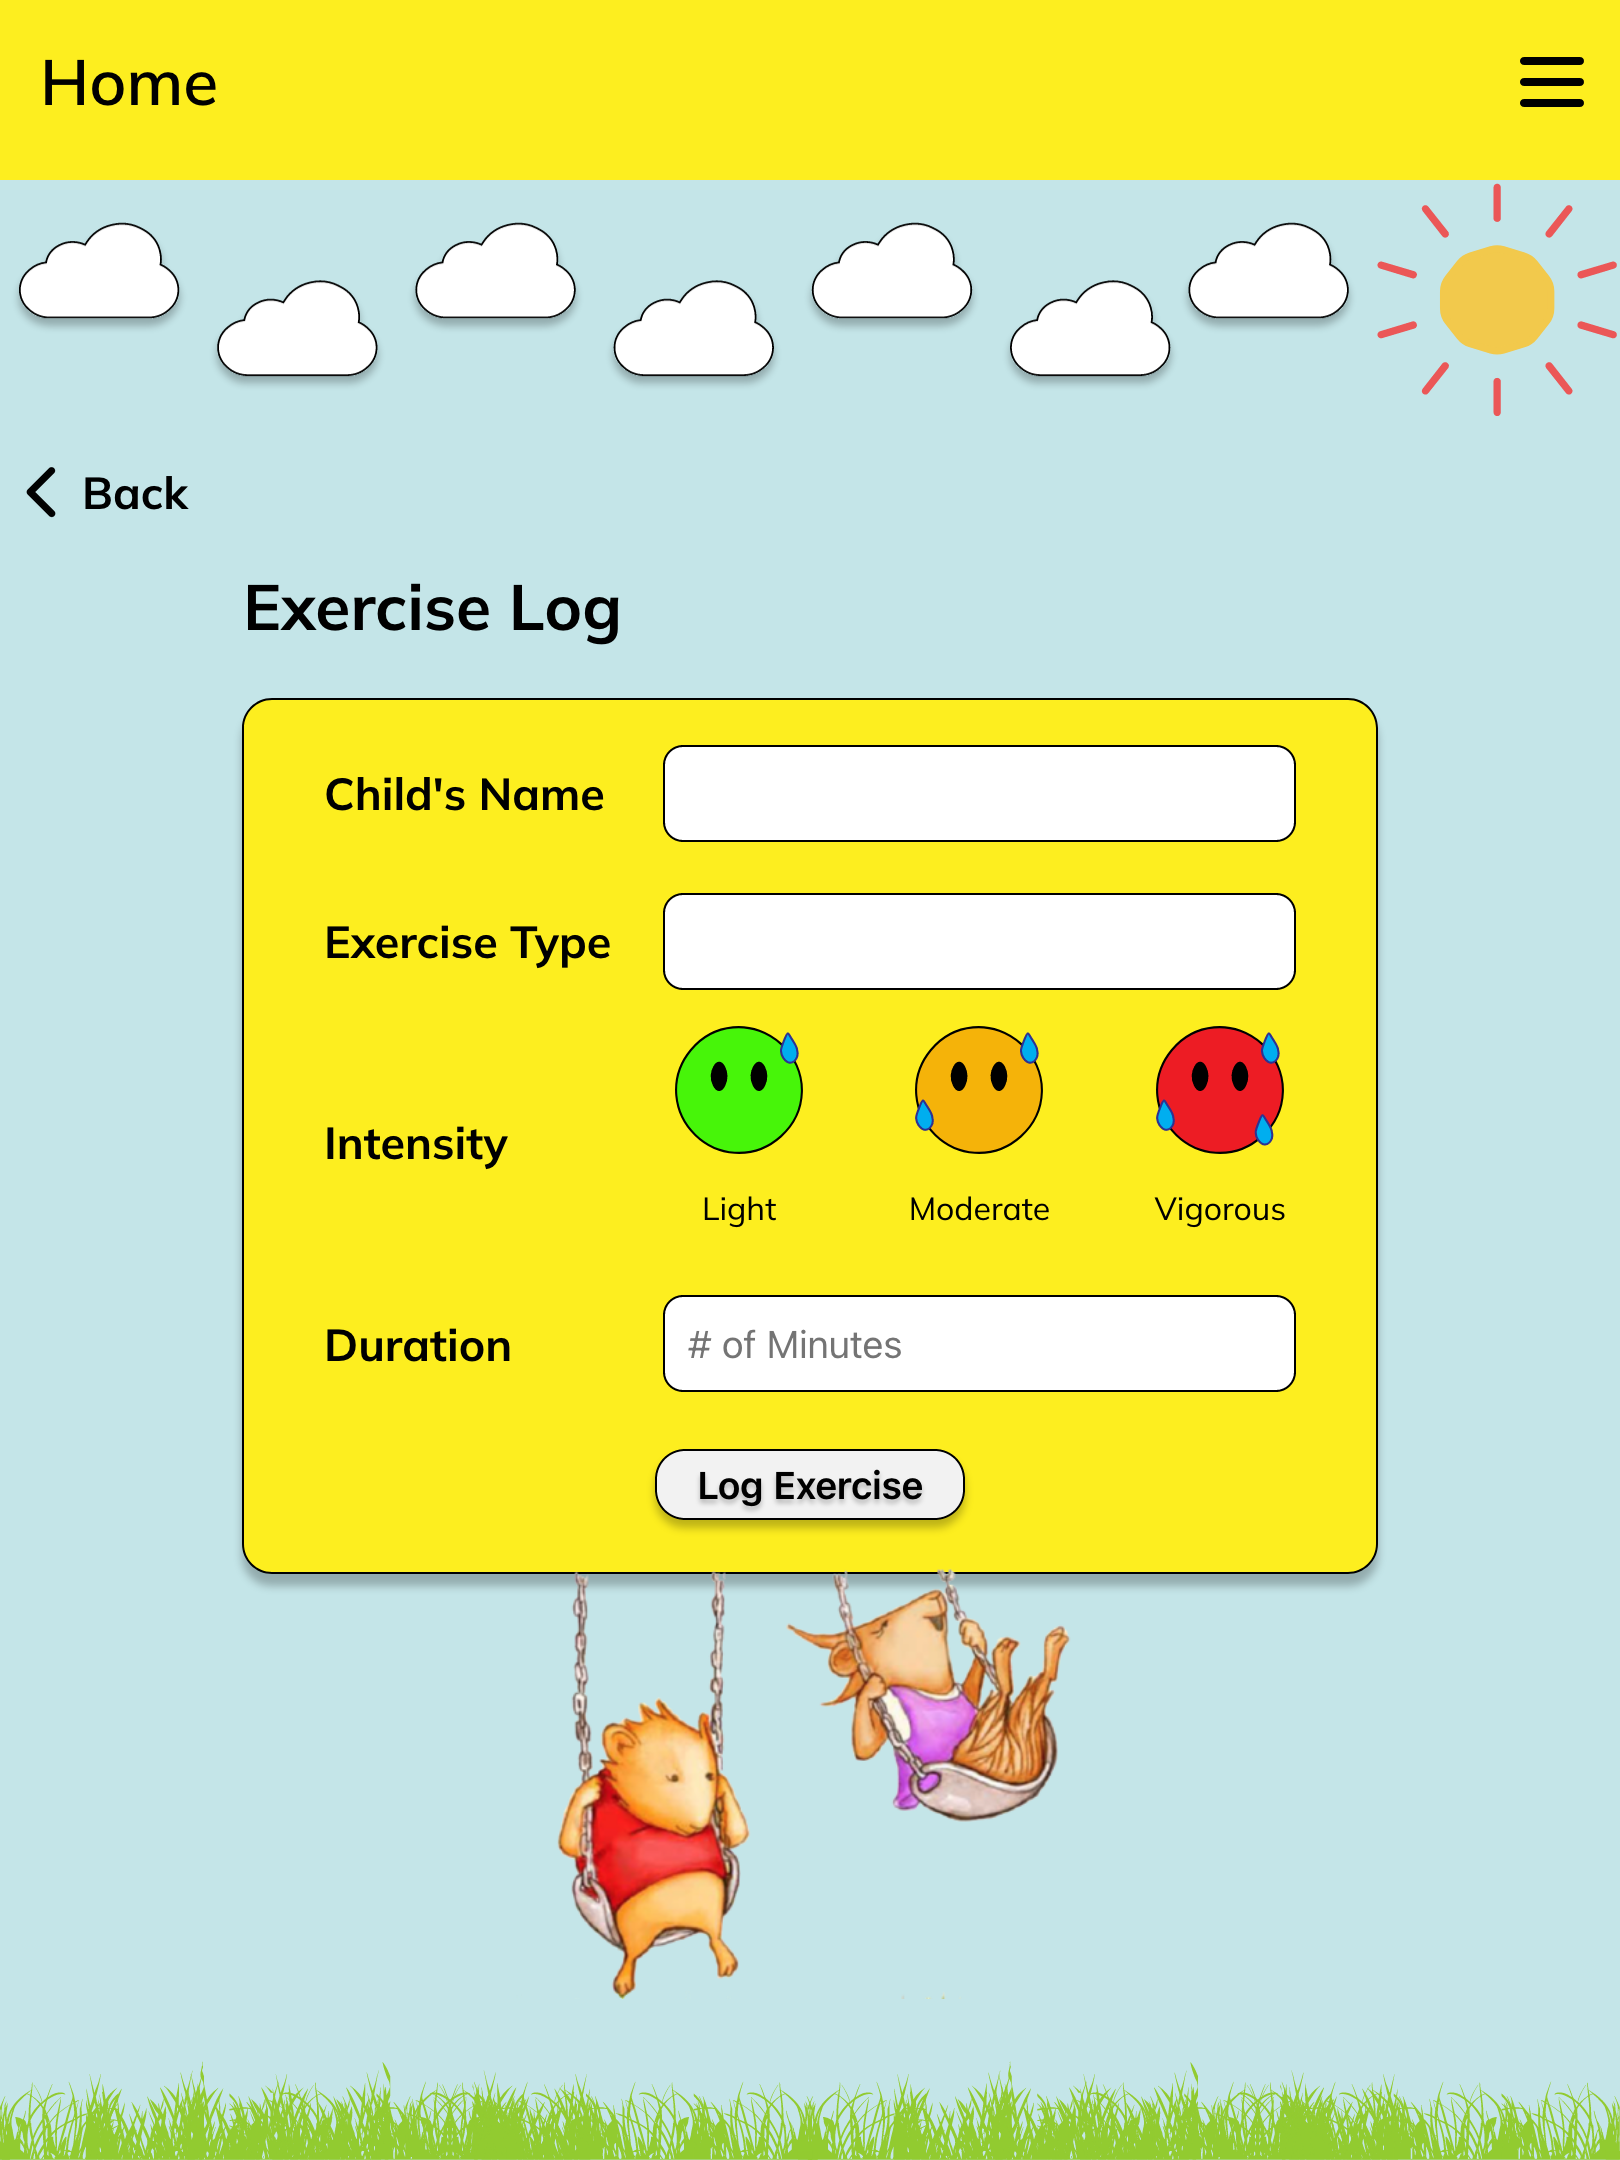 Home
Back
Exercise Log
Child's Name
Exercise Type
Intensity
Light
Moderate
Vigorous
Duration
# of Minutes
Log Exercise